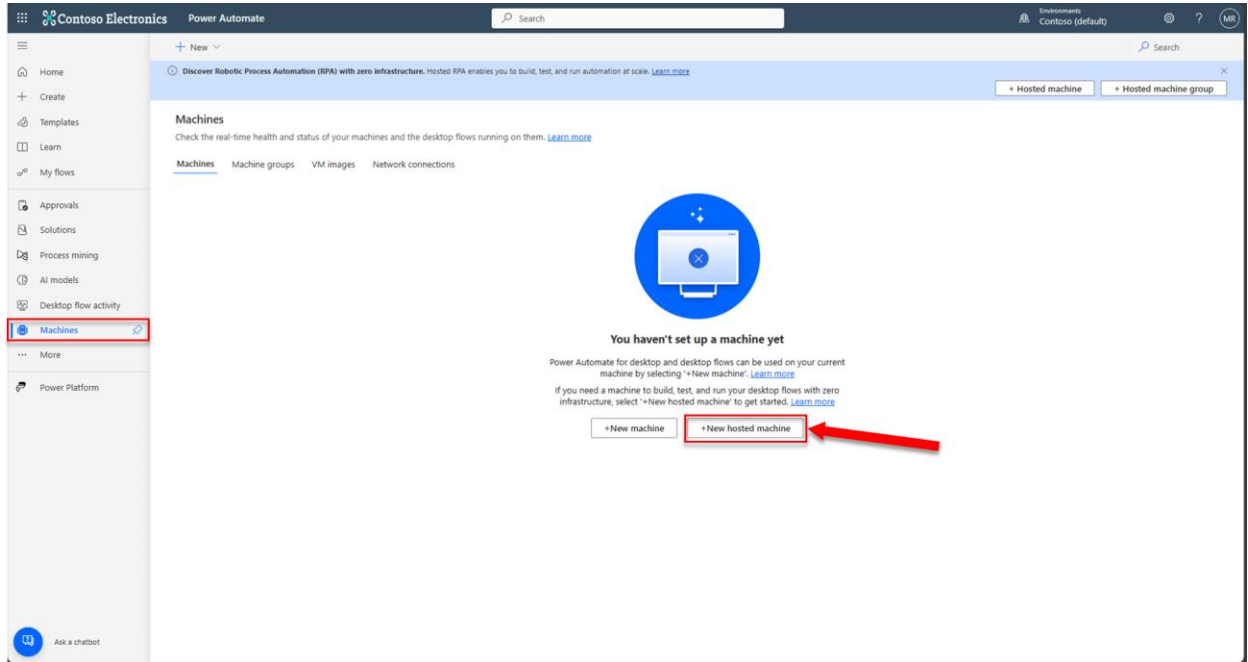 Contoso Electronics
Power Automate
Search
Environments
Contoso (default)
?
MR
+ New
Search
Home
Create
Templates
Learn
My flows
Approvals
Solutions
Process mining
AI models
Desktop flow activity
Machines
More
Power Platform
Ask a chatbot
Discover Robotic Process Automation (RPA) with zero infrastructure. Hosted RPA enables you to build, test, and run automation at scale. Learn more
+ Hosted machine
+ Hosted machine group
Machines
Check the real-time health and status of your machines and the desktop flows running on them. Learn more
Machines Machine groups VM images Network connections
You haven't set up a machine yet
Power Automate for desktop and desktop flows can be used on your current
machine by selecting '+New machine'. Learn more
If you need a machine to build, test, and run your desktop flows with zero
infrastructure, select '+New hosted machine' to get started. Learn more
+New machine
+New hosted machine